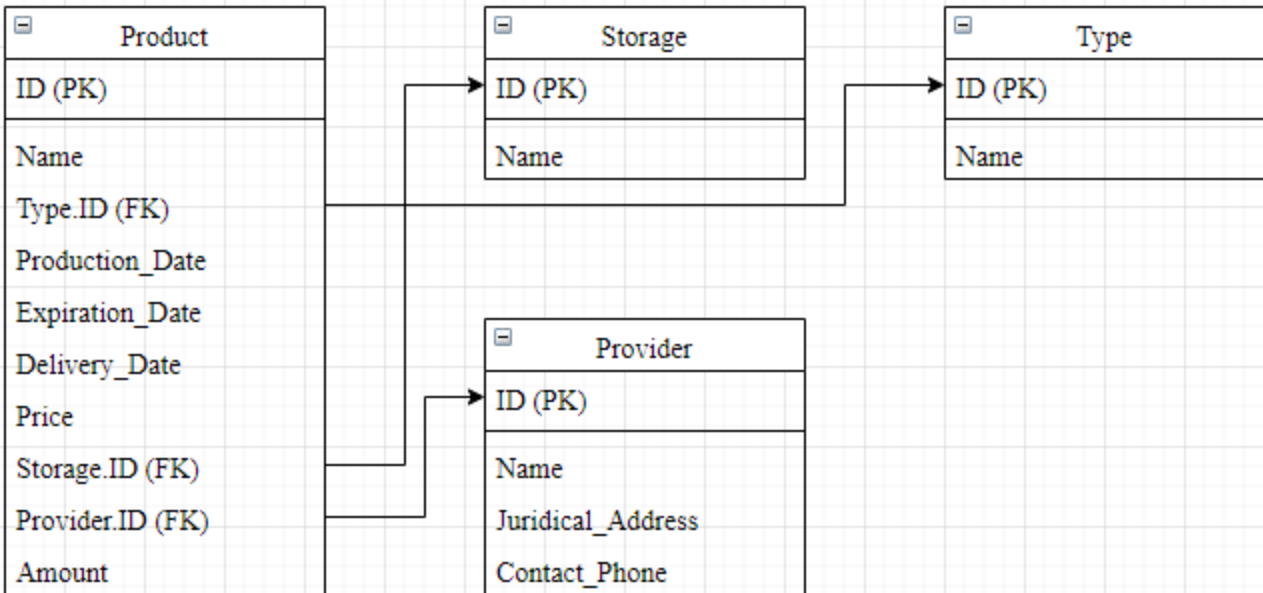 Product
ID (PK)
Name
Type.ID (FK)
Production_Date
Expiration_Date
Delivery_Date
Price
Storage.ID (FK)
Provider.ID (FK)
Amount
Storage
ID (PK)
Name
Type
ID (PK)
Name
Provider
ID (PK)
Name
Juridical_Address
Contact_Phone